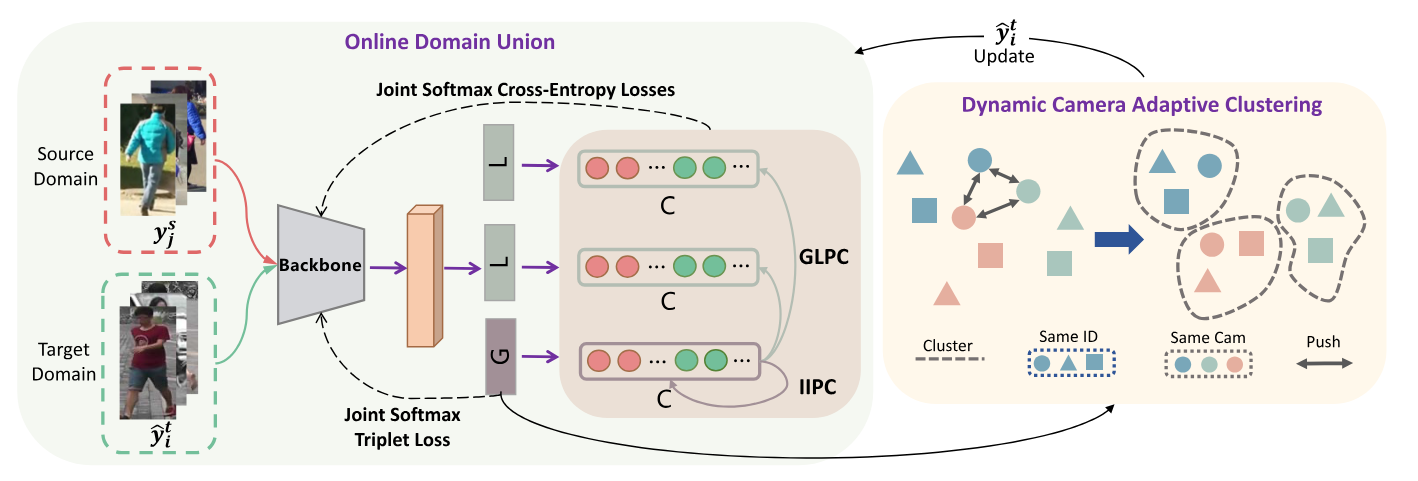 Online Domain Union
Joint Softmax Cross-Entropy Losses
Source
Domain
y_j^s
Target
Domain
ŷ_i^t
Backbone
L
L
G
···
···
C
···
···
C
···
···
C
GLPC
IIPC
Joint Softmax
Triplet Loss
ŷ_i^t
Update
Dynamic Camera Adaptive Clustering
Cluster
Same ID
Same Cam
Push